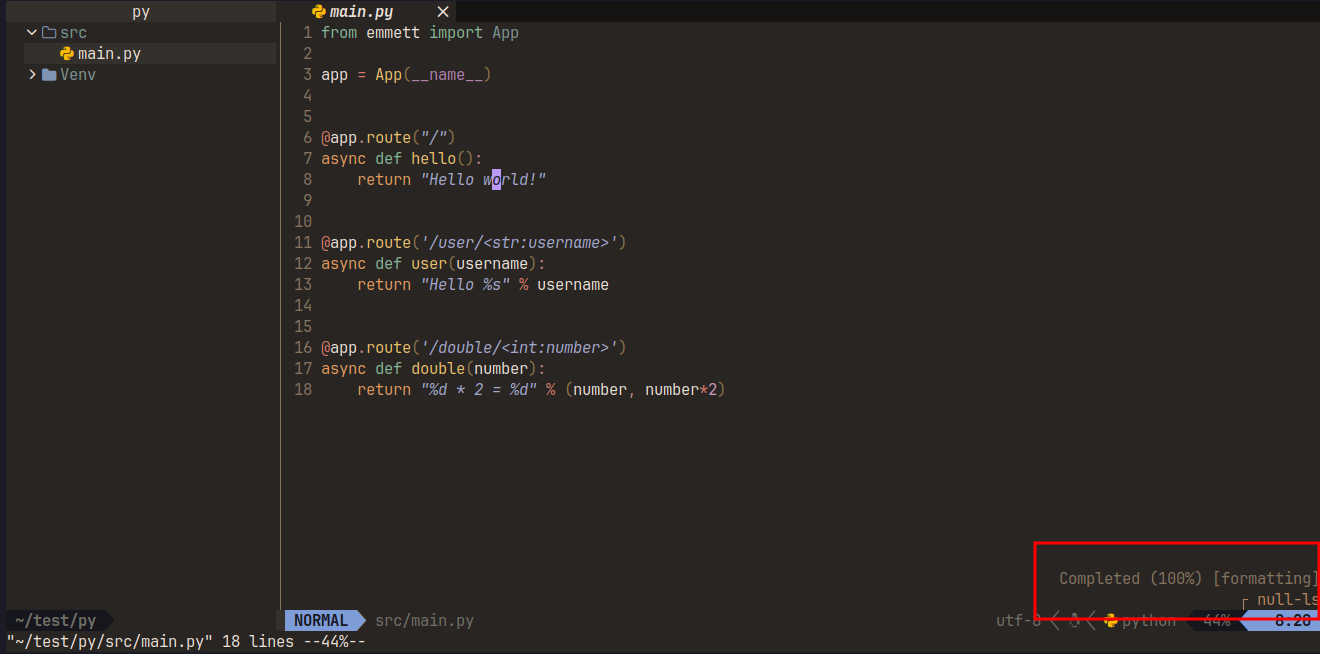 py
main.py ×
src
main.py
Venv
1 from emmett import App
2
3 app = App(__name__)
4
5
6 @app.route("/")
7 async def hello():
8     return "Hello world!"
9
10
11 @app.route('/user/<str:username>')
12 async def user(username):
13     return "Hello %s" % username
14
15
16 @app.route('/double/<int:number>')
17 async def double(number):
18     return "%d * 2 = %d" % (number, number*2)
Completed (100%) [formatting]
null-ls
~/test/py NORMAL src/main.py utf-8 python 44% 8:20
"~/test/py/src/main.py" 18 lines --44%--